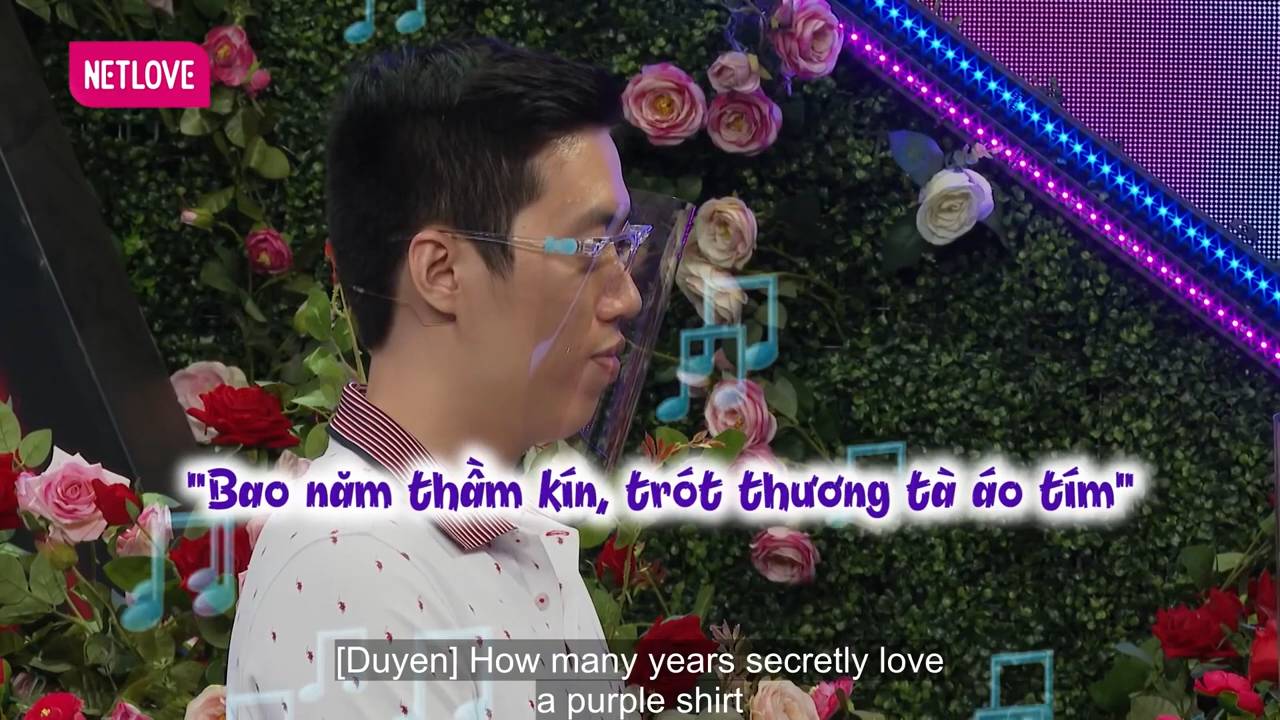 NETLOVE
"Bao năm thầm kín, trót thương tà áo tím"
[Duyen] How many years secretly love
a purple shirt